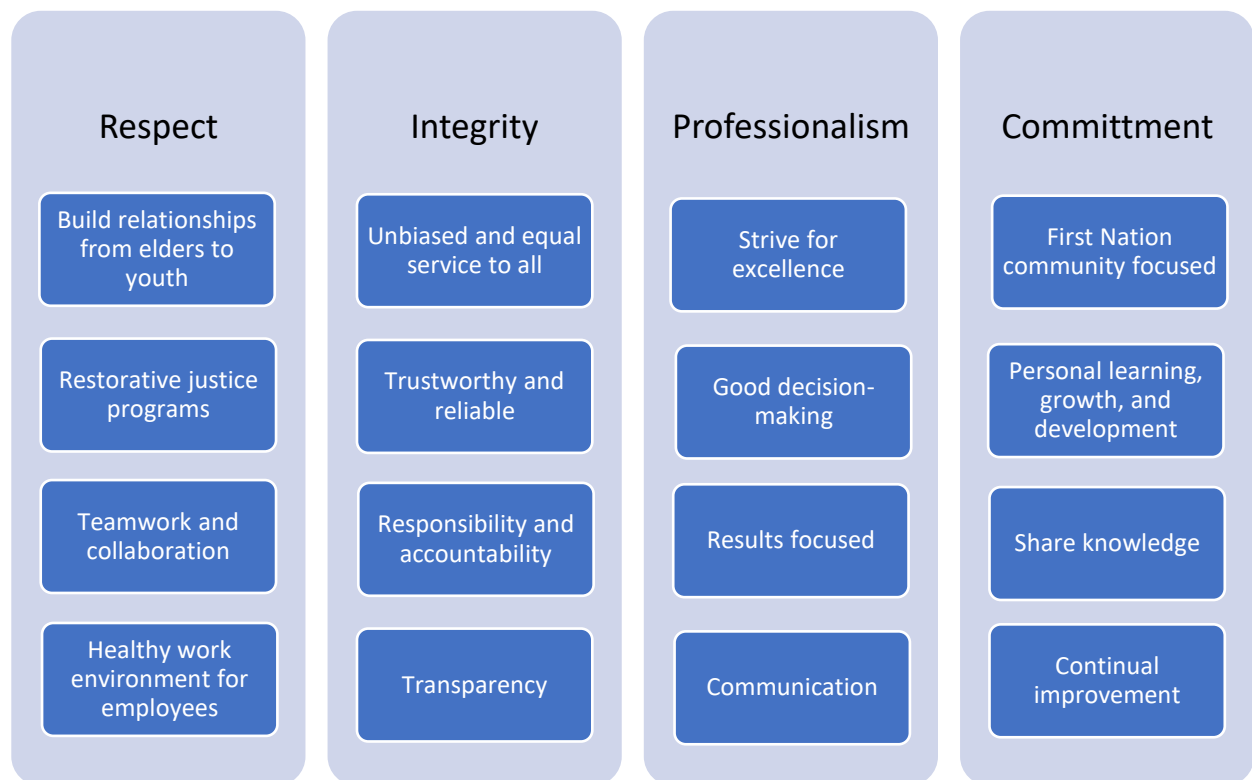 Respect
Build relationships
from elders to
youth
Restorative justice
programs
Teamwork and
collaboration
Healthy work
environment for
employees
Integrity
Unbiased and equal
service to all
Trustworthy and
reliable
Responsibility and
accountability
Transparency
Professionalism
Strive for
excellence
Good decision-
making
Results focused
Communication
Committment
First Nation
community focused
Personal learning,
growth, and
development
Share knowledge
Continual
improvement